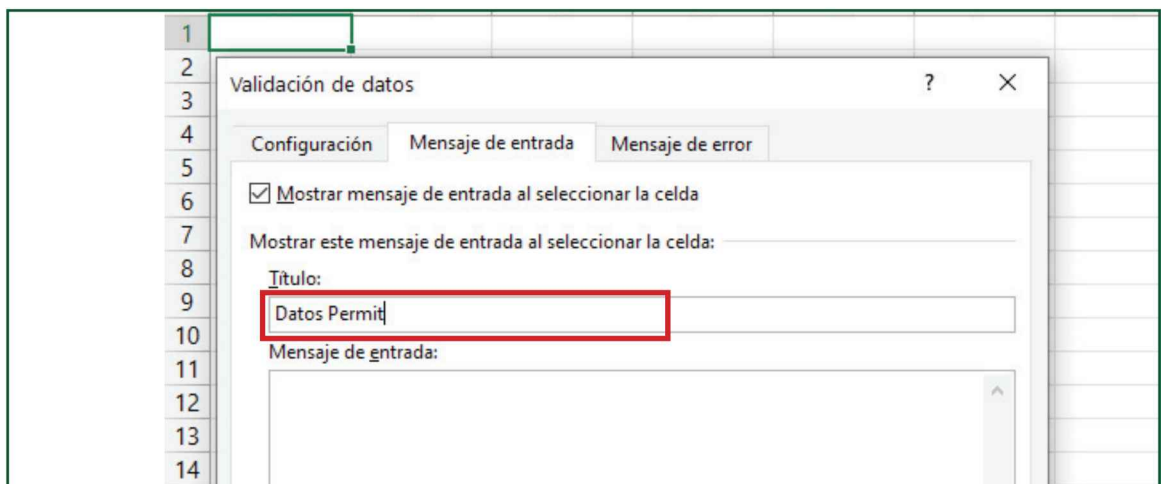 1
2
Validación de datos ? ×
3
4
Configuración Mensaje de entrada Mensaje de error
5
6
Mostrar mensaje de entrada al seleccionar la celda
7
Mostrar este mensaje de entrada al seleccionar la celda:
8
Título:
9
Datos Permit
10
Mensaje de entrada:
11
12
13
14